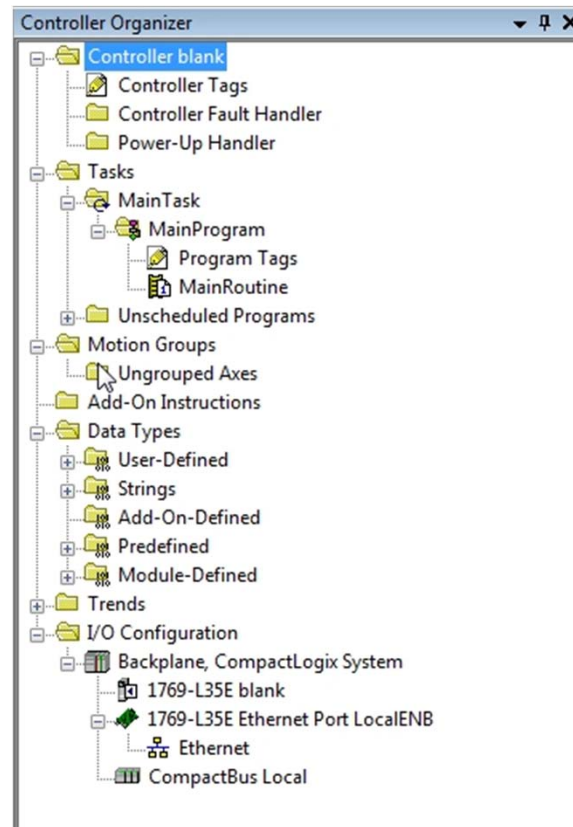 Controller Organizer
Controller blank
Controller Tags
Controller Fault Handler
Power-Up Handler
Tasks
MainTask
MainProgram
Program Tags
MainRoutine
Unscheduled Programs
Motion Groups
Ungrouped Axes
Add-On Instructions
Data Types
User-Defined
Strings
Add-On-Defined
Predefined
Module-Defined
Trends
I/O Configuration
Backplane, CompactLogix System
1769-L35E blank
1769-L35E Ethernet Port LocalENB
Ethernet
CompactBus Local